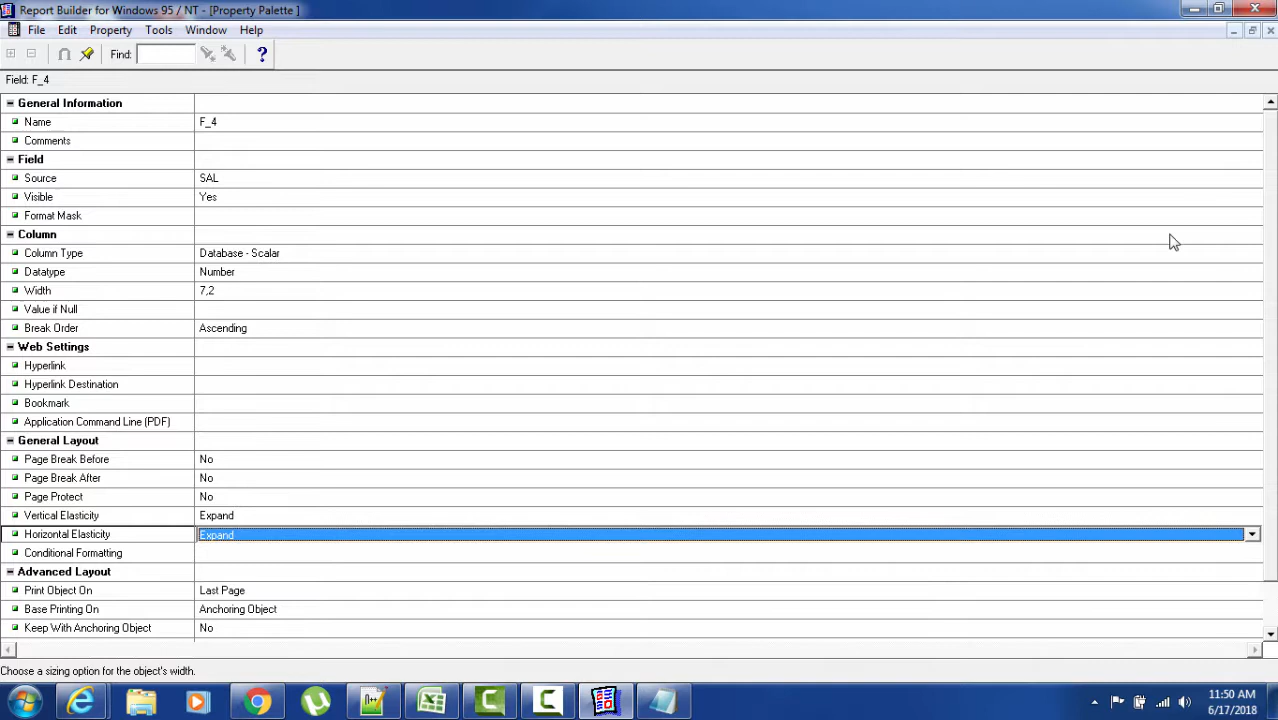 Report Builder for Windows 95 / NT - [Property Palette ]
File Edit Property Tools Window Help
Find: ?
Field: F_4
General Information
Name F_4
Comments
Field
Source SAL
Visible Yes
Format Mask
Column
Column Type Database - Scalar
Datatype Number
Width 7,2
Value if Null
Break Order Ascending
Web Settings
Hyperlink
Hyperlink Destination
Bookmark
Application Command Line (PDF)
General Layout
Page Break Before No
Page Break After No
Page Protect No
Vertical Elasticity Expand
Horizontal Elasticity Expand
Conditional Formatting
Advanced Layout
Print Object On Last Page
Base Printing On Anchoring Object
Keep With Anchoring Object No
Choose a sizing option for the object's width.
11:50 AM
6/17/2018